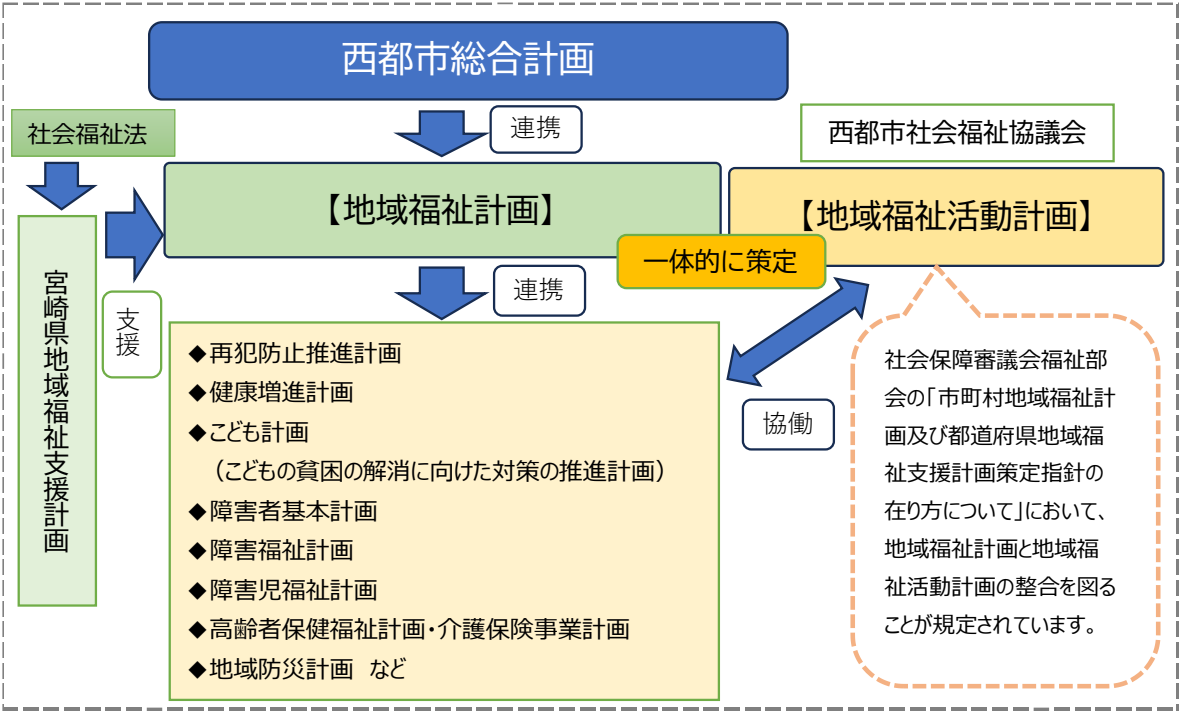 西都市総合計画
連携
社会福祉法
西都市社会福祉協議会
【地域福祉計画】
【地域福祉活動計画】
一体的に策定
宮崎県地域福祉支援計画
支援
連携
◆再犯防止推進計画
◆健康増進計画
◆こども計画
（こどもの貧困の解消に向けた対策の推進計画）
◆障害者基本計画
◆障害福祉計画
◆障害児福祉計画
◆高齢者保健福祉計画・介護保険事業計画
◆地域防災計画　など
協働
社会保障審議会福祉部
会の「市町村地域福祉計
画及び都道府県地域福
祉支援計画策定指針の
在り方について」において、
地域福祉計画と地域福
祉活動計画の整合を図る
ことが規定されています。